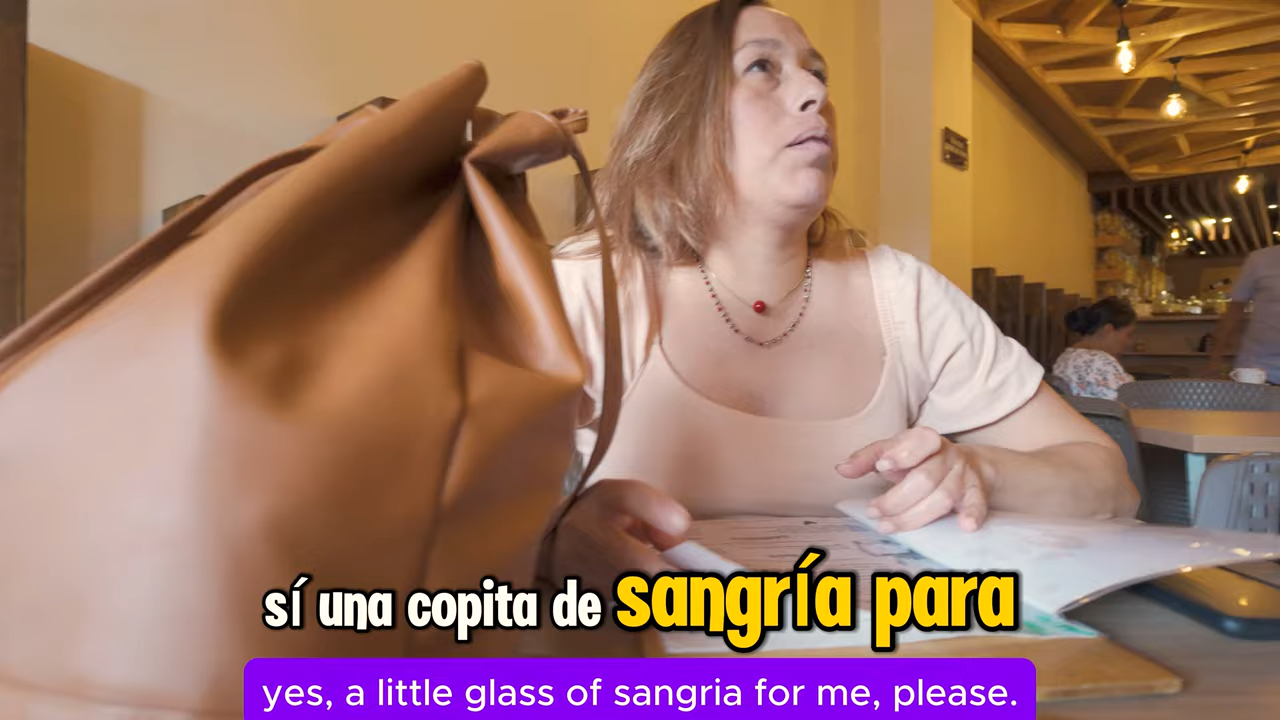 sí una copita de sangría para
yes, a little glass of sangria for me, please.